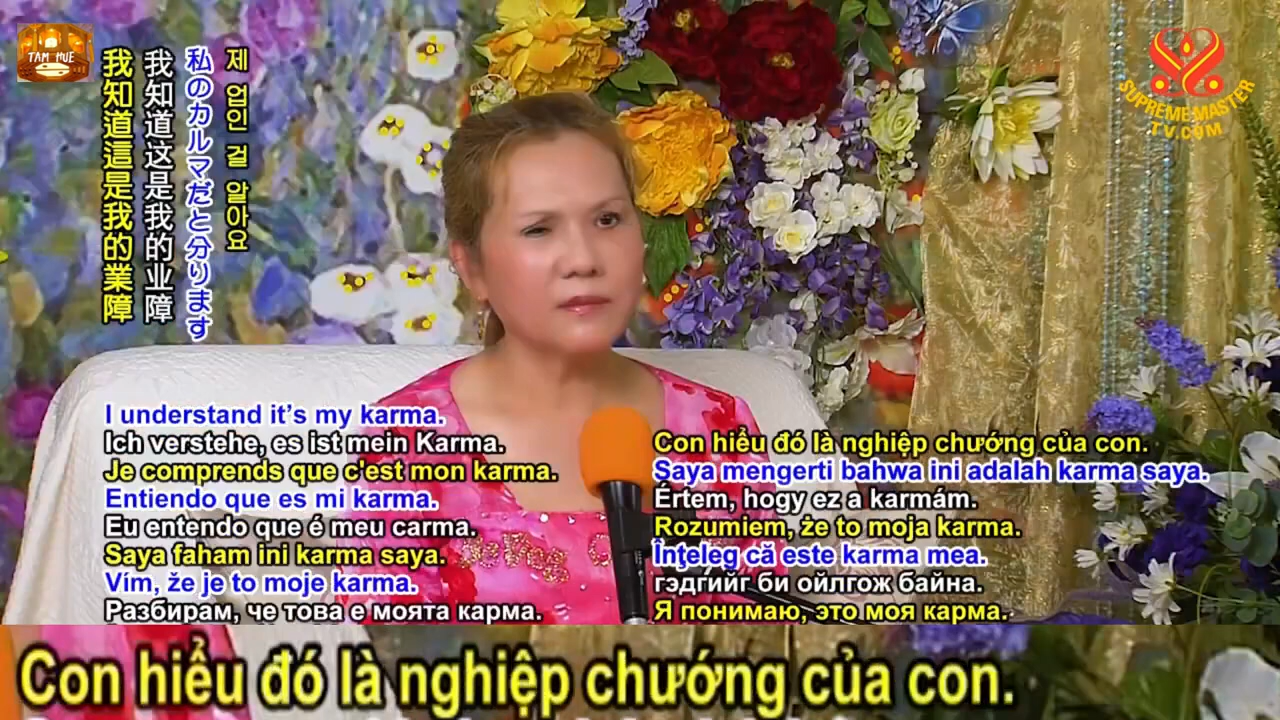 TAM HUE
SUPREME MASTER
TV.COM
제 업인 걸 알아요
私のカルマだと分ります
我知道这是我的业障
我知道這是我的業障
I understand it’s my karma.
Ich verstehe, es ist mein Karma.
Je comprends que c'est mon karma.
Entiendo que es mi karma.
Eu entendo que é meu carma.
Saya faham ini karma saya.
Vím, že je to moje karma.
Разбирам, че това е моята карма.
Con hiểu đó là nghiệp chướng của con.
Saya mengerti bahwa ini adalah karma saya.
Értem, hogy ez a karmám.
Rozumiem, że to moja karma.
Înţeleg că este karma mea.
гэдгийг би ойлгож байна.
Я понимаю, это моя карма.
Con hiểu đó là nghiệp chướng của con.